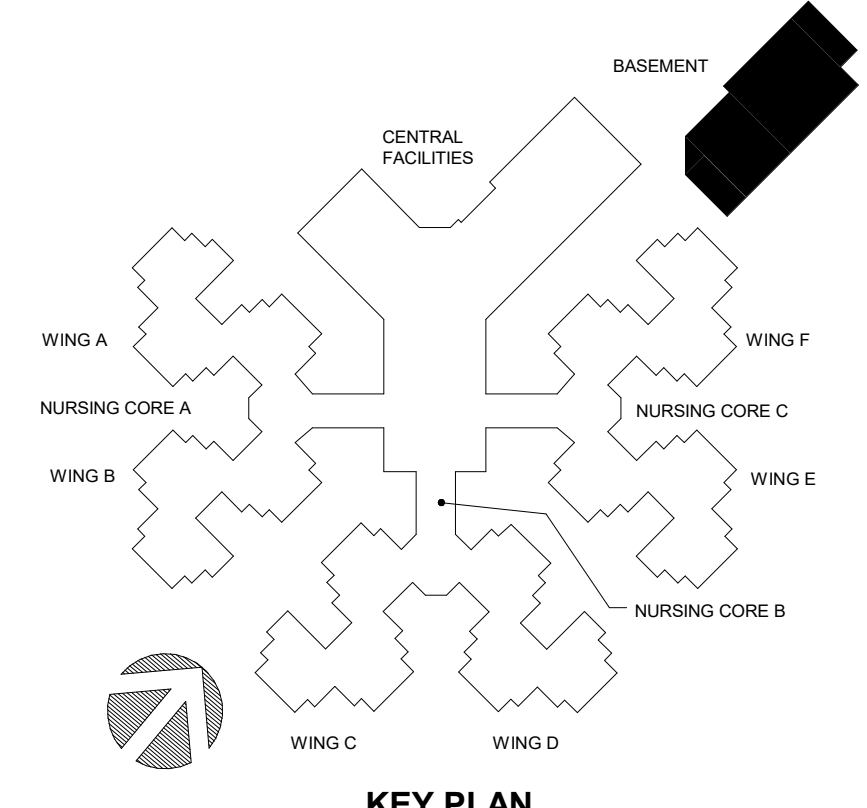 BASEMENT
CENTRAL
FACILITIES
WING A
WING F
NURSING CORE A
NURSING CORE C
WING B
WING E
NURSING CORE B
WING C
WING D
KEY PLAN